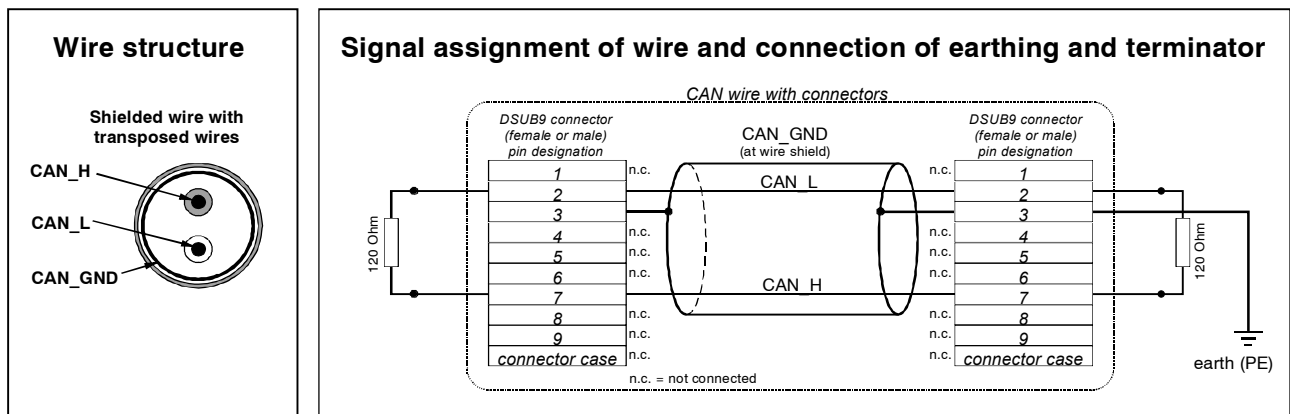 Wire structure
Shielded wire with
transposed wires
CAN_H
CAN_L
CAN_GND
Signal assignment of wire and connection of earthing and terminator
CAN wire with connectors
DSUB9 connector
(female or male)
pin designation
CAN_GND
(at wire shield)
DSUB9 connector
(female or male)
pin designation
1 n.c. n.c. 1
2 CAN_L 2
3 3
4 n.c. n.c. 4
5 n.c. n.c. 5
6 n.c. n.c. 6
7 CAN_H 7
8 n.c. n.c. 8
9 n.c. n.c. 9
connector case n.c. n.c. connector case
120 Ohm
120 Ohm
earth (PE)
n.c. = not connected